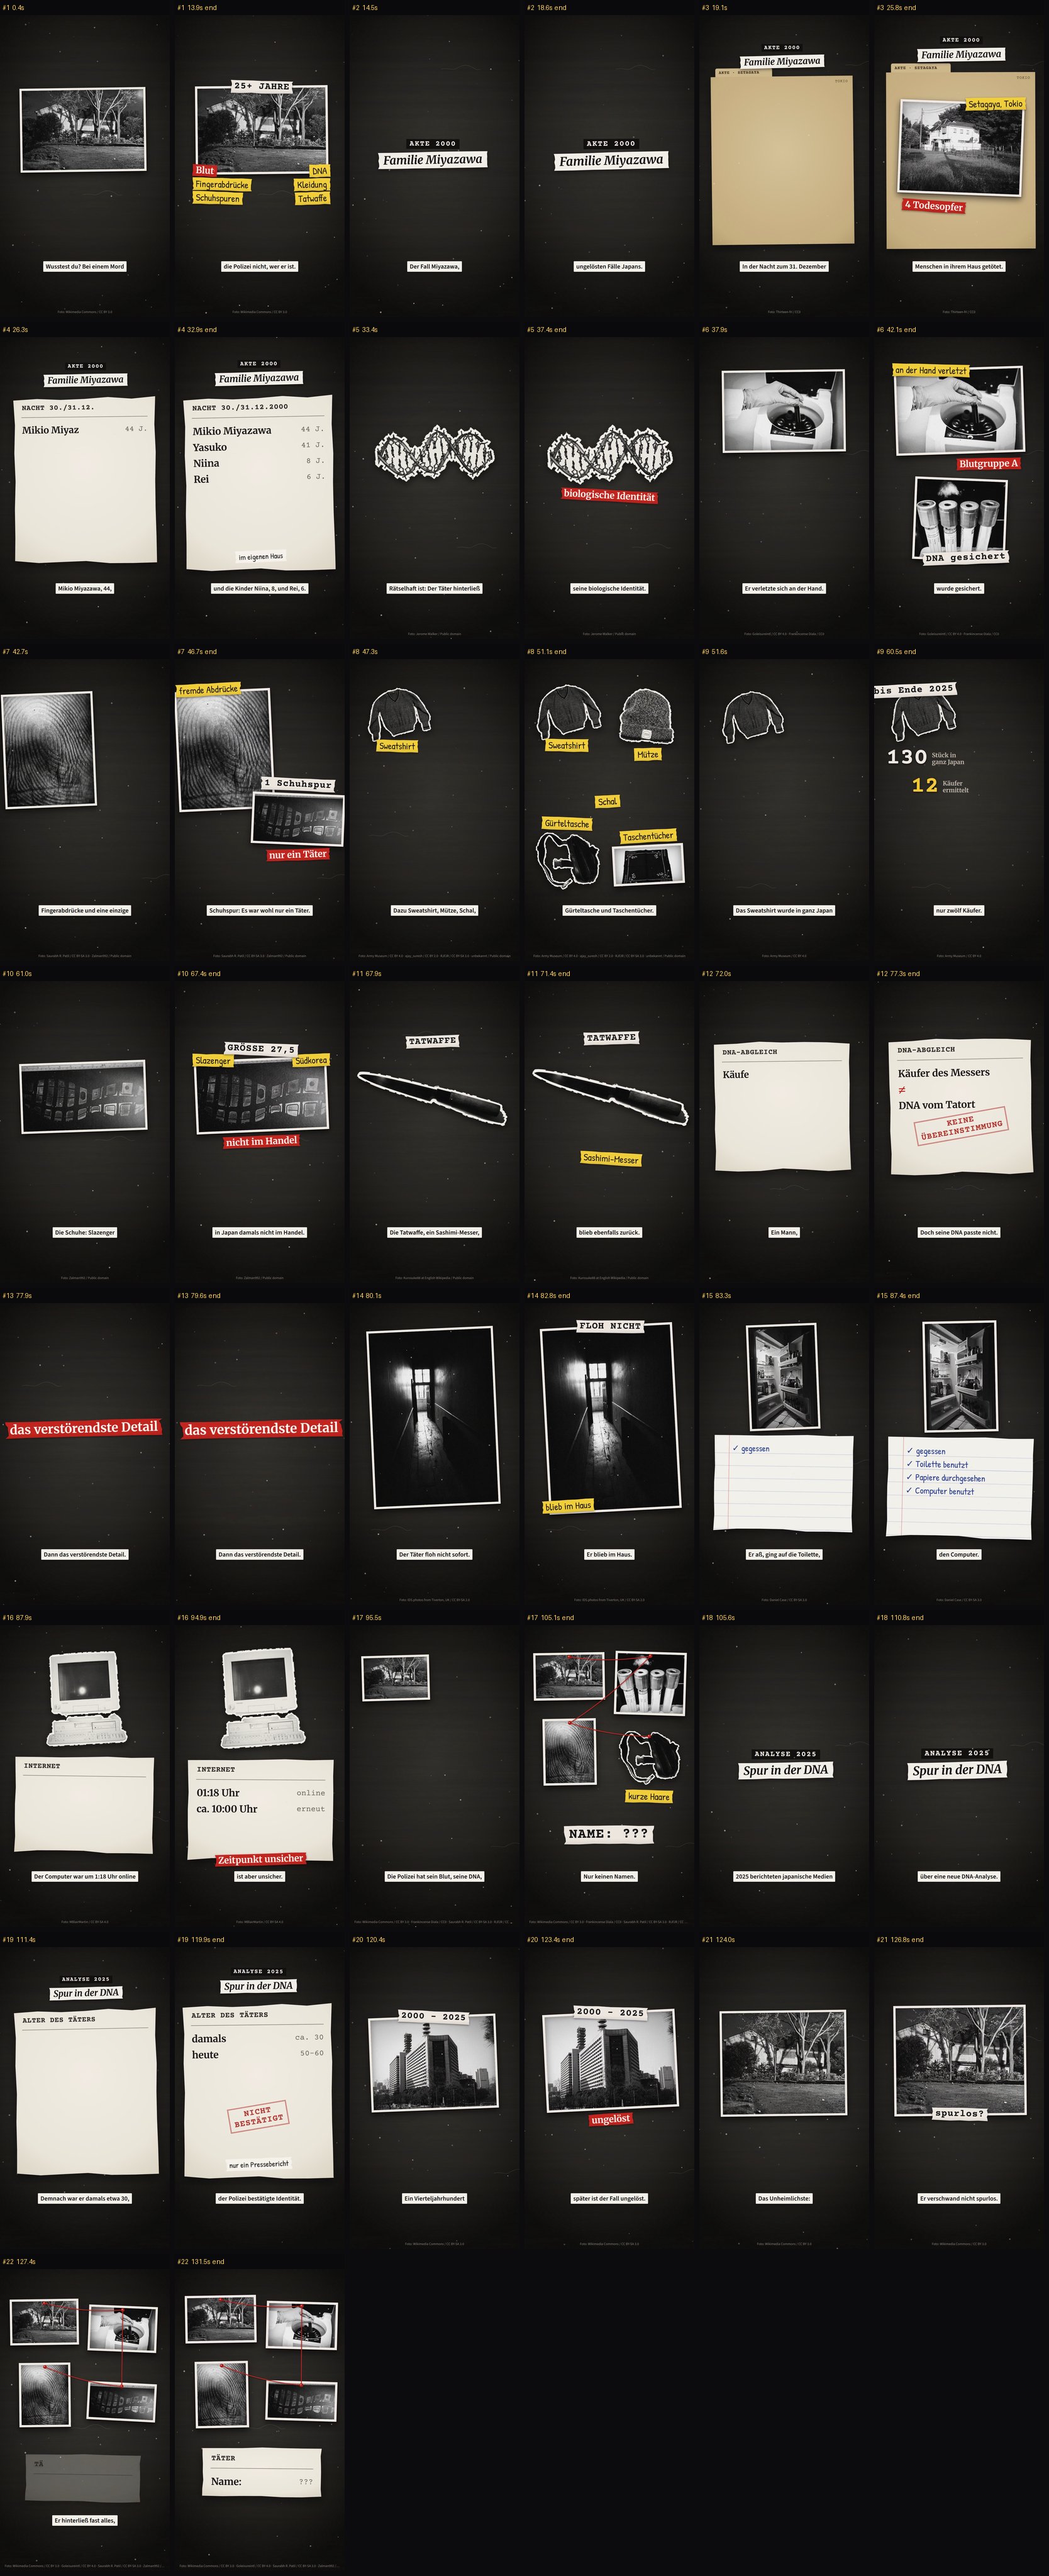 #1 0.4s
Wusstest du? Bei einem Mord
#1 13.9s end
25+ JAHRE
Blut
DNA
Fingerabdrücke
Kleidung
Schuhspuren
Tatwaffe
die Polizei nicht, wer er ist.
#2 14.5s
AKTE 2000
Familie Miyazawa
Der Fall Miyazawa,
#2 18.6s end
AKTE 2000
Familie Miyazawa
ungelösten Fälle Japans.
#3 19.1s
AKTE 2000
Familie Miyazawa
AKTE · SETAGAYA
In der Nacht zum 31. Dezember
#3 25.8s end
AKTE 2000
Familie Miyazawa
AKTE · SETAGAYA
Setagaya, Tokio
4 Todesopfer
Menschen in ihrem Haus getötet.
#4 26.3s
AKTE 2000
Familie Miyazawa
NACHT 30./31.12.
Mikio Miyaz 44 J.
Mikio Miyazawa, 44,
#4 32.9s end
AKTE 2000
Familie Miyazawa
NACHT 30./31.12.2000
Mikio Miyazawa 44 J.
Yasuko 41 J.
Niina 8 J.
Rei 6 J.
im eigenen Haus
und die Kinder Niina, 8, und Rei, 6.
#5 33.4s
Rätselhaft ist: Der Täter hinterließ
#5 37.4s end
biologische Identität
seine biologische Identität.
#6 37.9s
Er verletzte sich an der Hand.
#6 42.1s end
an der Hand verletzt
Blutgruppe A
DNA gesichert
wurde gesichert.
#7 42.7s
Fingerabdrücke und eine einzige
#7 46.7s end
fremde Abdrücke
1 Schuhspur
nur ein Täter
Schuhspur: Es war wohl nur ein Täter.
#8 47.3s
Sweatshirt
Dazu Sweatshirt, Mütze, Schal,
#8 51.1s end
Sweatshirt
Mütze
Schal
Gürteltasche
Taschentücher
Gürteltasche und Taschentücher.
#9 51.6s
Das Sweatshirt wurde in ganz Japan
#9 60.5s end
bis Ende 2025
130 Stück in ganz Japan
12 Käufer ermittelt
nur zwölf Käufer.
#10 61.0s
Die Schuhe: Slazenger
#10 67.4s end
GRÖSSE 27,5
Slazenger
Südkorea
nicht im Handel
in Japan damals nicht im Handel.
#11 67.9s
TATWAFFE
Die Tatwaffe, ein Sashimi-Messer,
#11 71.4s end
TATWAFFE
Sashimi-Messer
blieb ebenfalls zurück.
#12 72.0s
DNA-ABGLEICH
Käufe
Ein Mann,
#12 77.3s end
DNA-ABGLEICH
Käufer des Messers
≠
DNA vom Tatort
KEINE
ÜBEREINSTIMMUNG
Doch seine DNA passte nicht.
#13 77.9s
das verstörendste Detail
Dann das verstörendste Detail.
#13 79.6s end
das verstörendste Detail
Dann das verstörendste Detail.
#14 80.1s
Der Täter floh nicht sofort.
#14 82.8s end
FLOH NICHT
blieb im Haus
Er blieb im Haus.
#15 83.3s
✓ gegessen
Er aß, ging auf die Toilette,
#15 87.4s end
✓ gegessen
✓ Toilette benutzt
✓ Papiere durchgesehen
✓ Computer benutzt
den Computer.
#16 87.9s
INTERNET
Der Computer war um 1:18 Uhr online
#16 94.9s end
INTERNET
01:18 Uhr online
ca. 10:00 Uhr erneut
Zeitpunkt unsicher
ist aber unsicher.
#17 95.5s
Die Polizei hat sein Blut, seine DNA,
#17 105.1s end
kurze Haare
NAME: ???
Nur keinen Namen.
#18 105.6s
ANALYSE 2025
Spur in der DNA
2025 berichteten japanische Medien
#18 110.8s end
ANALYSE 2025
Spur in der DNA
über eine neue DNA-Analyse.
#19 111.4s
ANALYSE 2025
Spur in der DNA
ALTER DES TÄTERS
Demnach war er damals etwa 30,
#19 119.9s end
ANALYSE 2025
Spur in der DNA
ALTER DES TÄTERS
damals ca. 30
heute 50-60
NICHT
BESTÄTIGT
nur ein Pressebericht
der Polizei bestätigte Identität.
#20 120.4s
2000 - 2025
Ein Vierteljahrhundert
#20 123.4s end
2000 - 2025
ungelöst
später ist der Fall ungelöst.
#21 124.0s
Das Unheimlichste:
#21 126.8s end
spurlos?
Er verschwand nicht spurlos.
#22 127.4s
TÄ
Er hinterließ fast alles,
#22 131.5s end
TÄTER
Name: ???